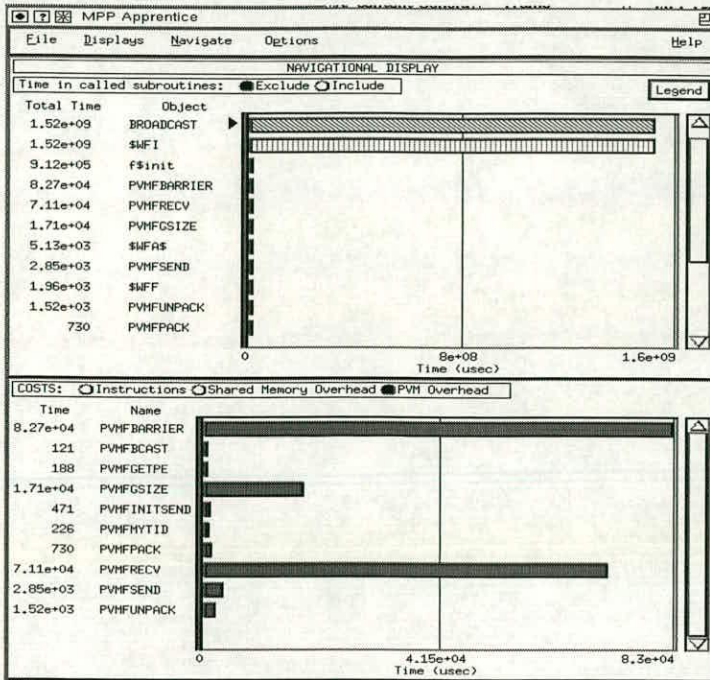 MPP Apprentice
File Displays Navigate Options Help
NAVIGATIONAL DISPLAY
Time in called subroutines: Exclude Include
Legend
Total Time Object
1.52e+09 BROADCAST
1.52e+09 $WFI
9.12e+05 f$init
8.27e+04 PVMFBARRIER
7.11e+04 PVMFRECV
1.71e+04 PVMFGSIZE
5.13e+03 $WFA$
2.85e+03 PVMFSEND
1.96e+03 $WFF
1.52e+03 PVMFUNPACK
730 PVMFPACK
0 8e+08 1.6e+09
Time (usec)
COSTS: Instructions Shared Memory Overhead PVM Overhead
Time Name
8.27e+04 PVMFBARRIER
121 PVMFBCAST
188 PVMFGETPE
1.71e+04 PVMFGSIZE
471 PVMFINITSEND
226 PVMFMYTID
730 PVMFPACK
7.11e+04 PVMFRECV
2.85e+03 PVMFSEND
1.52e+03 PVMFUNPACK
0 4.15e+04 8.3e+04
Time (usec)